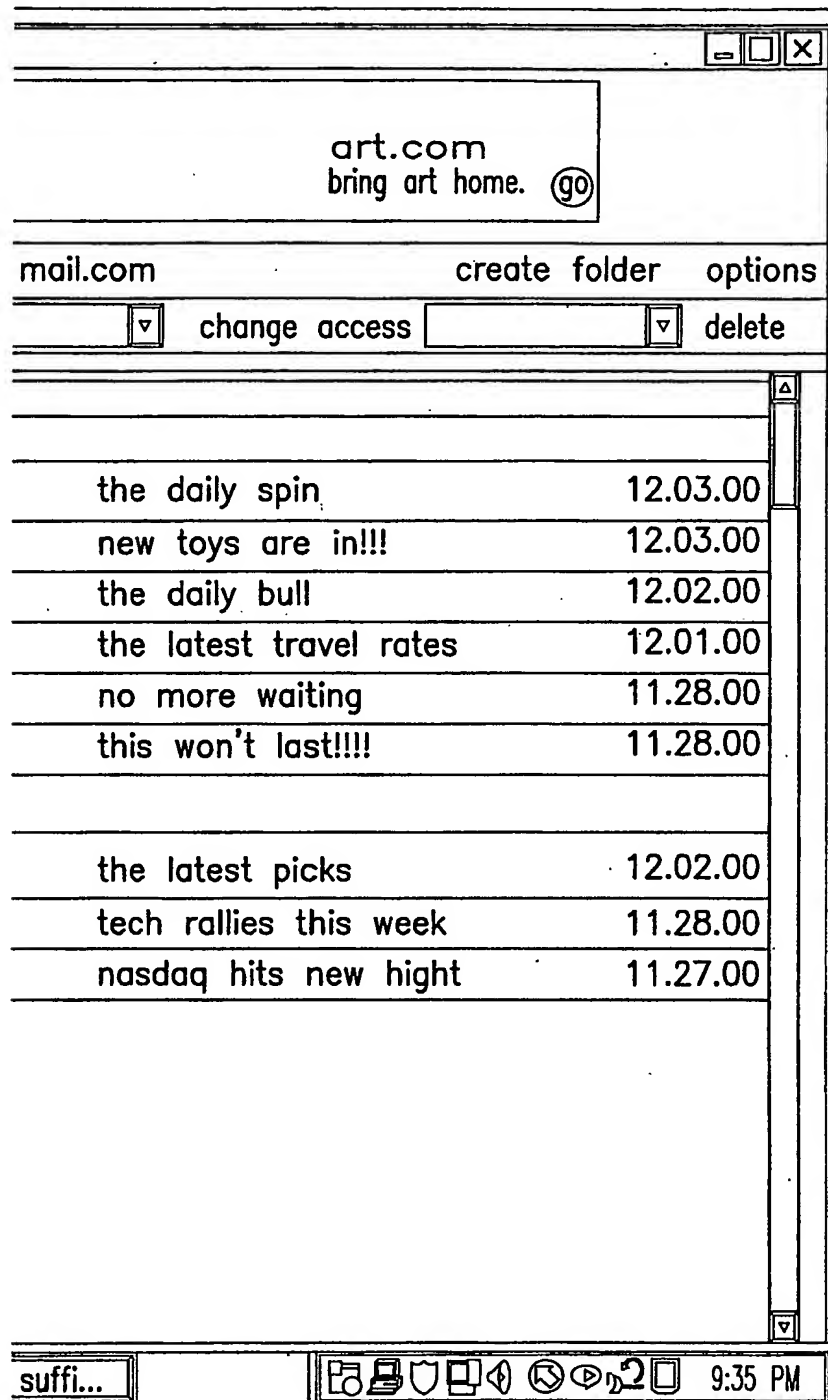 art.com
bring art home. go
mail.com create folder options
change access delete
the daily spin 12.03.00
new toys are in!!! 12.03.00
the daily bull 12.02.00
the latest travel rates 12.01.00
no more waiting 11.28.00
this won't last!!!! 11.28.00
the latest picks 12.02.00
tech rallies this week 11.28.00
nasdaq hits new hight 11.27.00
suffi... 9:35 PM